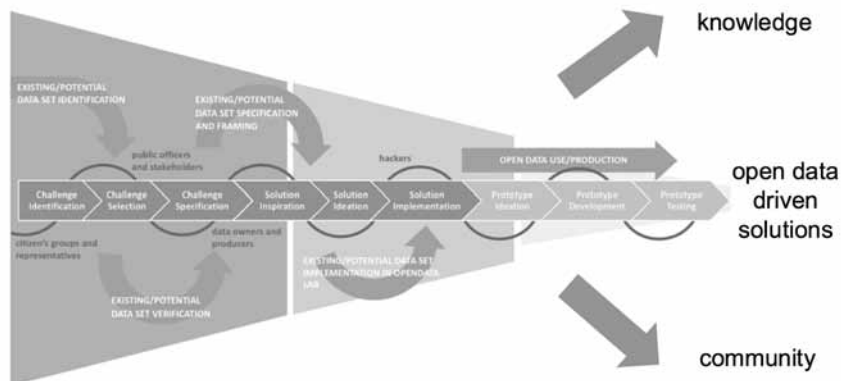 knowledge
EXISTING/POTENTIAL
DATA SET IDENTIFICATION
EXISTING/POTENTIAL
DATA SET SPECIFICATION
AND FRAMING
public officers
and stakeholders
hackers
OPEN DATA USE/PRODUCTION
Challenge
Identification
Challenge
Selection
Challenge
Specification
Solution
Inspiration
Solution
Ideation
Solution
Implementation
Prototype
Ideation
Prototype
Development
Prototype
Testing
open data
driven
solutions
citizen's groups and
representatives
data owners and
producers
EXISTING/POTENTIAL
DATA SET VERIFICATION
EXISTING/POTENTIAL DATA SET
IMPLEMENTATION IN OPENDATA
LAB
community